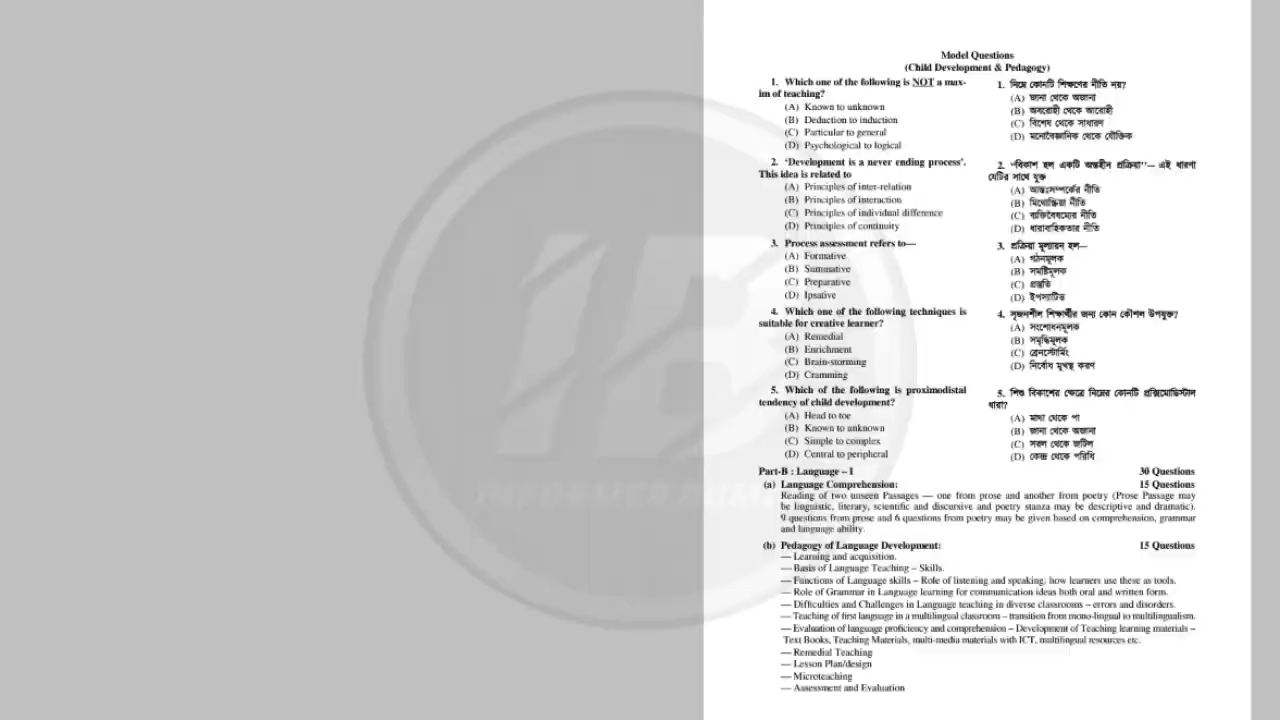 Model Questions
(Child Development & Pedagogy)
1. Which one of the following is NOT a max-
im of teaching?
(A) Known to unknown
(B) Deduction to induction
(C) Particular to general
(D) Psychological to logical
2. ‘Development is a never ending process’.
This idea is related to
(A) Principles of inter-relation
(B) Principles of interaction
(C) Principles of individual difference
(D) Principles of continuity
3. Process assessment refers to—
(A) Formative
(B) Summative
(C) Preparative
(D) Ipsative
4. Which one of the following techniques is
suitable for creative learner?
(A) Remedial
(B) Enrichment
(C) Brain-storming
(D) Cramming
5. Which of the following is proximodistal
tendency of child development?
(A) Head to toe
(B) Known to unknown
(C) Simple to complex
(D) Central to peripheral
1. নিম্নে কোনটি শিক্ষণের নীতি নয়?
(A) জানা থেকে অজানা
(B) অবরোহী থেকে আরোহী
(C) বিশেষ থেকে সাধারণ
(D) মনোবৈজ্ঞানিক থেকে যৌক্তিক
2. “বিকাশ হল একটি অন্তহীন প্রক্রিয়া”— এই ধারণা
যেটির সাথে যুক্ত
(A) আন্তঃসম্পর্কের নীতি
(B) মিথোস্ক্রিয়া নীতি
(C) ব্যক্তিবৈষম্যের নীতি
(D) ধারাবাহিকতার নীতি
3. প্রক্রিয়া মূল্যায়ন হল—
(A) গঠনমূলক
(B) সমষ্টিমূলক
(C) প্রস্তুতি
(D) ইপস্যাটিভ
4. সৃজনশীল শিক্ষার্থীর জন্য কোন কৌশল উপযুক্ত?
(A) সংশোধনমূলক
(B) সমৃদ্ধিমূলক
(C) ব্রেনস্টোর্মিং
(D) নির্বোধ মুখস্থ করণ
5. শিশু বিকাশের ক্ষেত্রে নিম্নের কোনটি প্রক্সিমোডিস্টাল
ধারা?
(A) মাথা থেকে পা
(B) জানা থেকে অজানা
(C) সরল থেকে জটিল
(D) কেন্দ্র থেকে পরিধি
Part-B : Language – I 30 Questions
(a) Language Comprehension: 15 Questions
Reading of two unseen Passages — one from prose and another from poetry (Prose Passage may
be linguistic, literary, scientific and discursive and poetry stanza may be descriptive and dramatic).
9 questions from prose and 6 questions from poetry may be given based on comprehension, grammar
and language ability.
(b) Pedagogy of Language Development: 15 Questions
— Learning and acquisition.
— Basis of Language Teaching – Skills.
— Functions of Language skills – Role of listening and speaking; how learners use these as tools.
— Role of Grammar in Language learning for communication ideas both oral and written form.
— Difficulties and Challenges in Language teaching in diverse classrooms – errors and disorders.
— Teaching of first language in a multilingual classroom – transition from mono-lingual to multilingualism.
— Evaluation of language proficiency and comprehension – Development of Teaching learning materials –
Text Books, Teaching Materials, multi-media materials with ICT, multilingual resources etc.
— Remedial Teaching
— Lesson Plan/design
— Microteaching
— Assessment and Evaluation